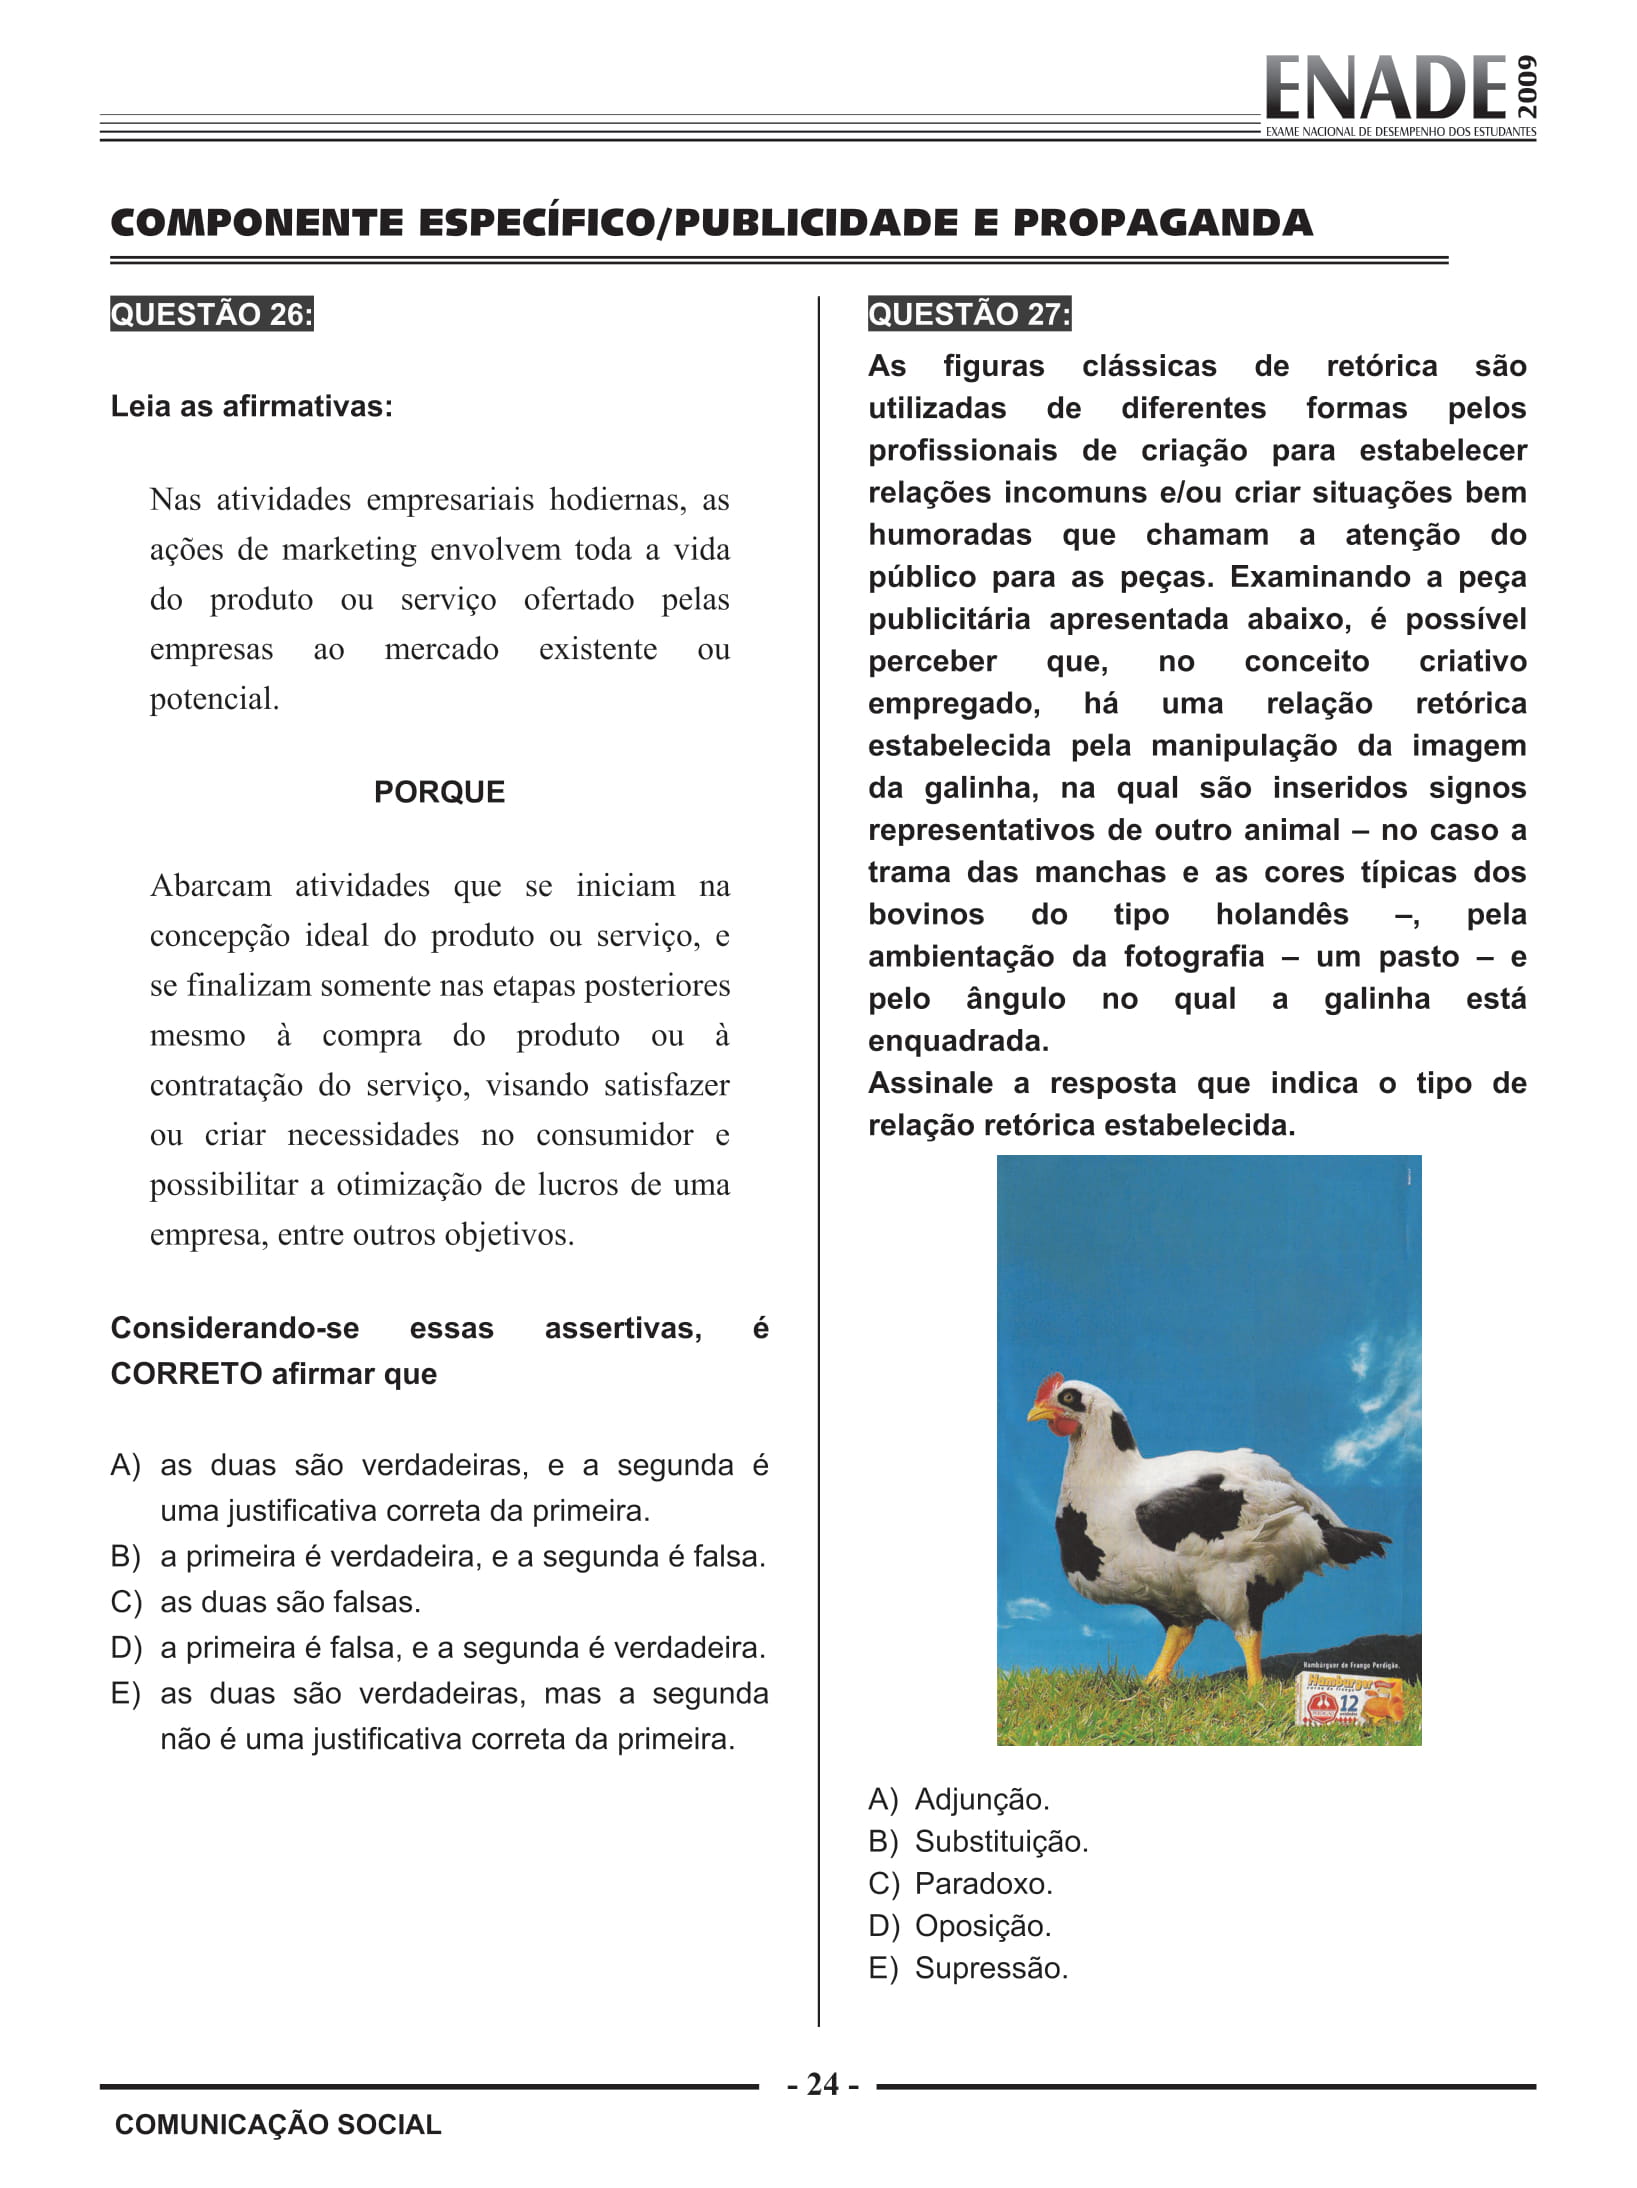 ENADE 2009
EXAME NACIONAL DE DESEMPENHO DOS ESTUDANTES
COMPONENTE ESPECÍFICO/PUBLICIDADE E PROPAGANDA
QUESTÃO 26:
Leia as afirmativas:
Nas atividades empresariais hodiernas, as
ações de marketing envolvem toda a vida
do produto ou serviço ofertado pelas
empresas ao mercado existente ou
potencial.
PORQUE
Abarcam atividades que se iniciam na
concepção ideal do produto ou serviço, e
se finalizam somente nas etapas posteriores
mesmo à compra do produto ou à
contratação do serviço, visando satisfazer
ou criar necessidades no consumidor e
possibilitar a otimização de lucros de uma
empresa, entre outros objetivos.
Considerando-se essas assertivas, é
CORRETO afirmar que
A) as duas são verdadeiras, e a segunda é
uma justificativa correta da primeira.
B) a primeira é verdadeira, e a segunda é falsa.
C) as duas são falsas.
D) a primeira é falsa, e a segunda é verdadeira.
E) as duas são verdadeiras, mas a segunda
não é uma justificativa correta da primeira.
QUESTÃO 27:
As figuras clássicas de retórica são
utilizadas de diferentes formas pelos
profissionais de criação para estabelecer
relações incomuns e/ou criar situações bem
humoradas que chamam a atenção do
público para as peças. Examinando a peça
publicitária apresentada abaixo, é possível
perceber que, no conceito criativo
empregado, há uma relação retórica
estabelecida pela manipulação da imagem
da galinha, na qual são inseridos signos
representativos de outro animal – no caso a
trama das manchas e as cores típicas dos
bovinos do tipo holandês –, pela
ambientação da fotografia – um pasto – e
pelo ângulo no qual a galinha está
enquadrada.
Assinale a resposta que indica o tipo de
relação retórica estabelecida.
Hambúrguer de Frango Perdigão.
Hamburger
carne de frango
12
unidades
A) Adjunção.
B) Substituição.
C) Paradoxo.
D) Oposição.
E) Supressão.
- 24 -
COMUNICAÇÃO SOCIAL